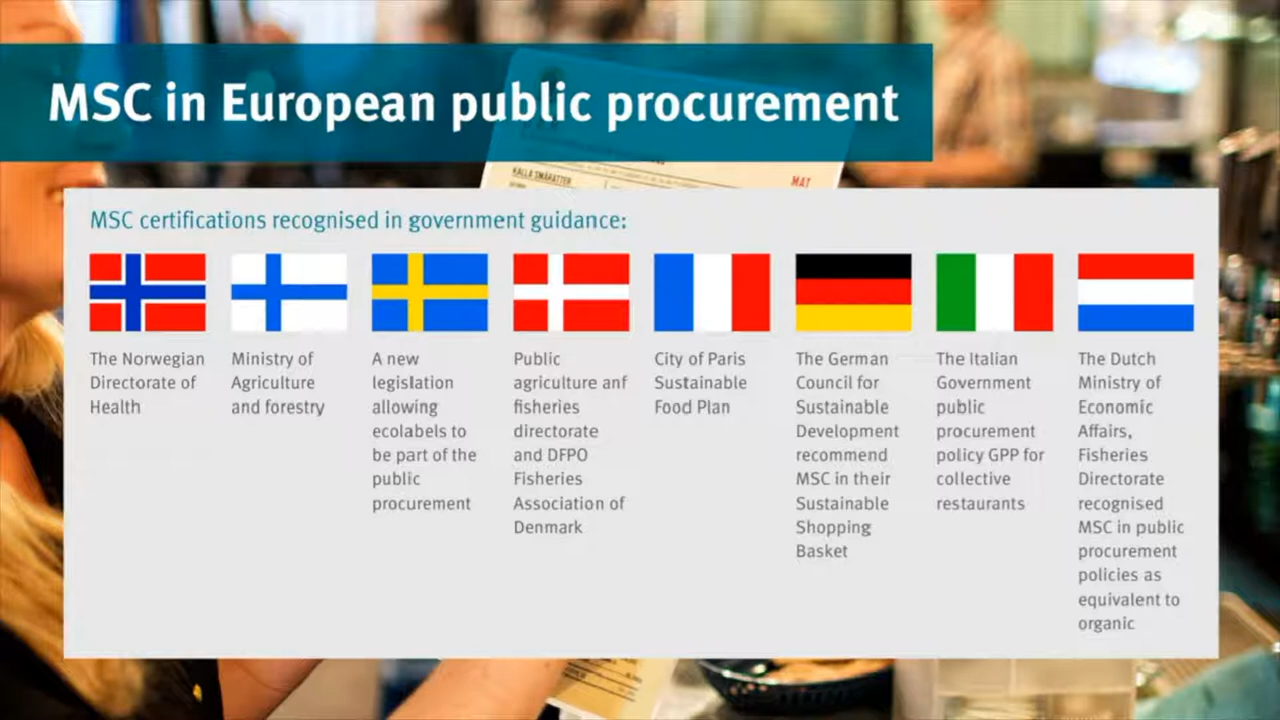 MSC in European public procurement
KALLA SMÅRÄTTER
MAT
MSC certifications recognised in government guidance:
The Norwegian
Directorate of
Health
Ministry of
Agriculture
and forestry
A new
legislation
allowing
ecolabels to
be part of the
public
procurement
Public
agriculture anf
fisheries
directorate
and DFPO
Fisheries
Association of
Denmark
City of Paris
Sustainable
Food Plan
The German
Council for
Sustainable
Development
recommend
MSC in their
Sustainable
Shopping
Basket
The Italian
Government
public
procurement
policy GPP for
collective
restaurants
The Dutch
Ministry of
Economic
Affairs,
Fisheries
Directorate
recognised
MSC in public
procurement
policies as
equivalent to
organic